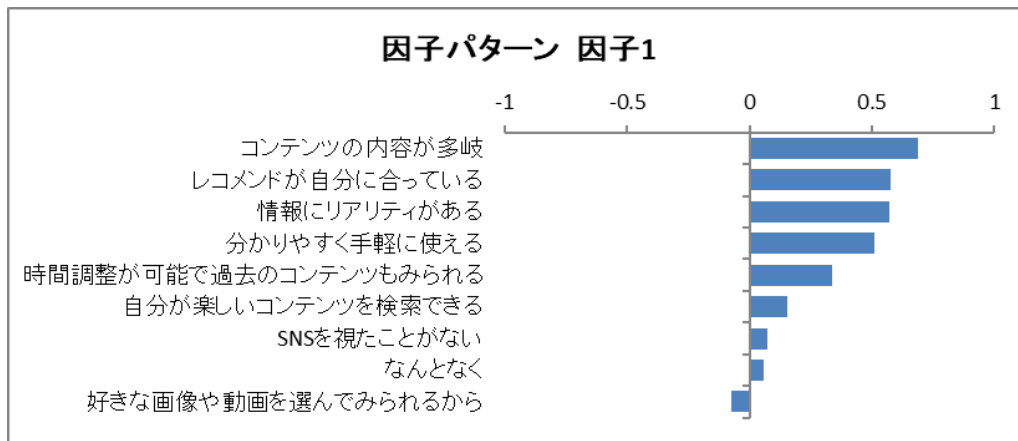 因子パターン 因子1
-1 -0.5 0 0.5 1
コンテンツの内容が多岐
レコメンドが自分に合っている
情報にリアリティがある
分かりやすく手軽に使える
時間調整が可能で過去のコンテンツもみられる
自分が楽しいコンテンツを検索できる
SNSを視たことがない
なんとなく
好きな画像や動画を選んでみられるから